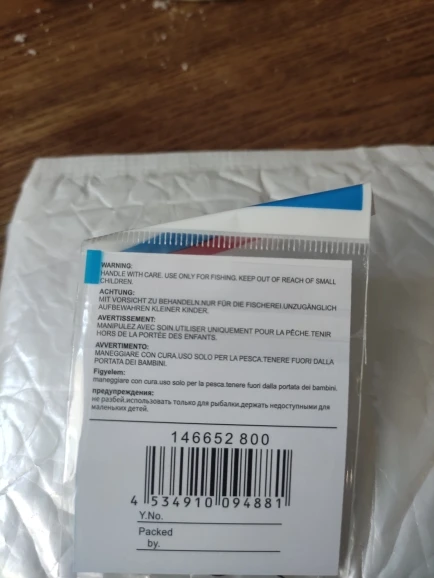 WARNING:
HANDLE WITH CARE. USE ONLY FOR FISHING. KEEP OUT OF REACH OF SMALL
CHILDREN.
ACHTUNG:
MIT VORSICHT ZU BEHANDELN.NUR FÜR DIE FISCHEREI.UNZUGÄNGLICH
AUFBEWAHREN KLEINER KINDER.
AVERTISSEMENT:
MANIPULEZ AVEC SOIN.UTILISER UNIQUEMENT POUR LA PÊCHE.TENIR
HORS DE LA PORTÉE DES ENFANTS.
AVVERTIMENTO:
MANEGGIARE CON CURA.USO SOLO PER LA PESCA.TENERE FUORI DALLA
PORTATA DEI BAMBINI.
Figyelem:
maneggiare con cura.uso solo per la pesca.tenere fuori dalla portata dei bambini.
предупреждения:
не разбей.использовать только для рыбалки.держать недоступными для
маленьких детей.
146652 800
4 534910 094881
Y.No.
Packed
by.